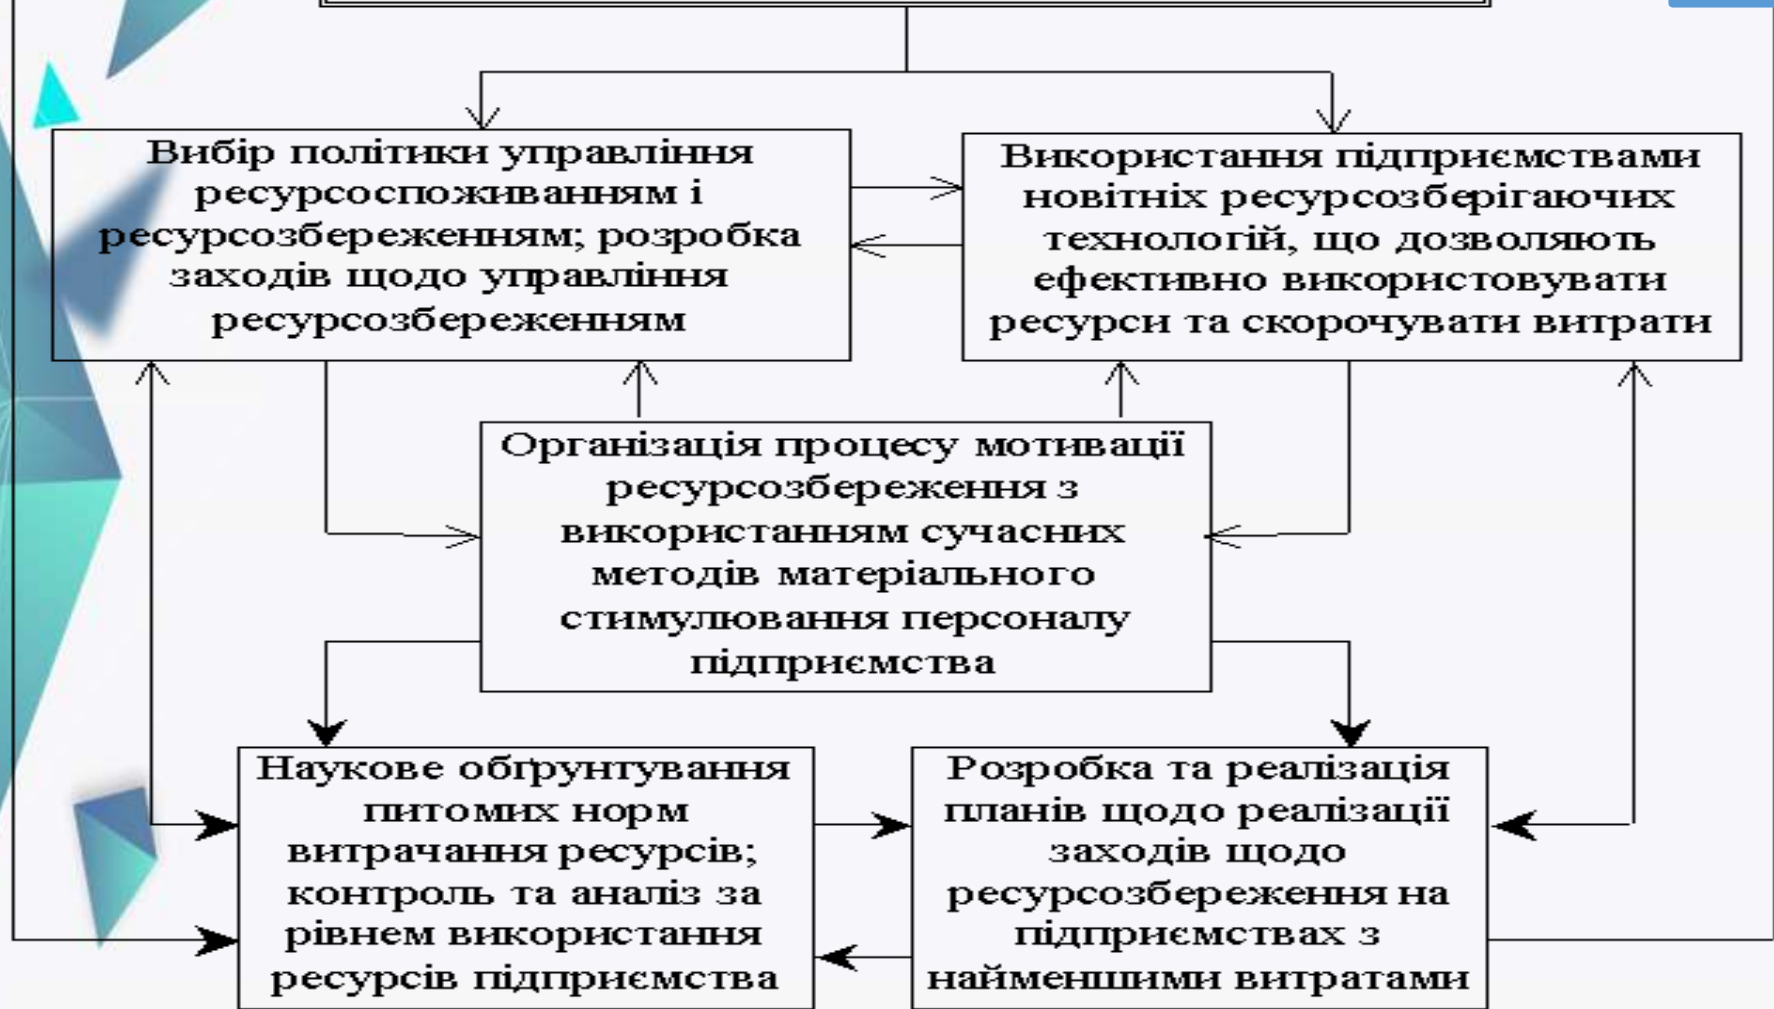 Вибір політики управління
ресурсоспоживанням і
ресурсозбереженням; розробка
заходів щодо управління
ресурсозбереженням
Використання підприємствами
новітніх ресурсозберігаючих
технологій, що дозволяють
ефективно використовувати
ресурси та скорочувати витрати
Організація процесу мотивації
ресурсозбереження з
використанням сучасних
методів матеріального
стимулювання персоналу
підприємства
Наукове обґрунтування
питомих норм
витрачання ресурсів;
контроль та аналіз за
рівнем використання
ресурсів підприємства
Розробка та реалізація
планів щодо реалізації
заходів щодо
ресурсозбереження на
підприємствах з
найменшими витратами